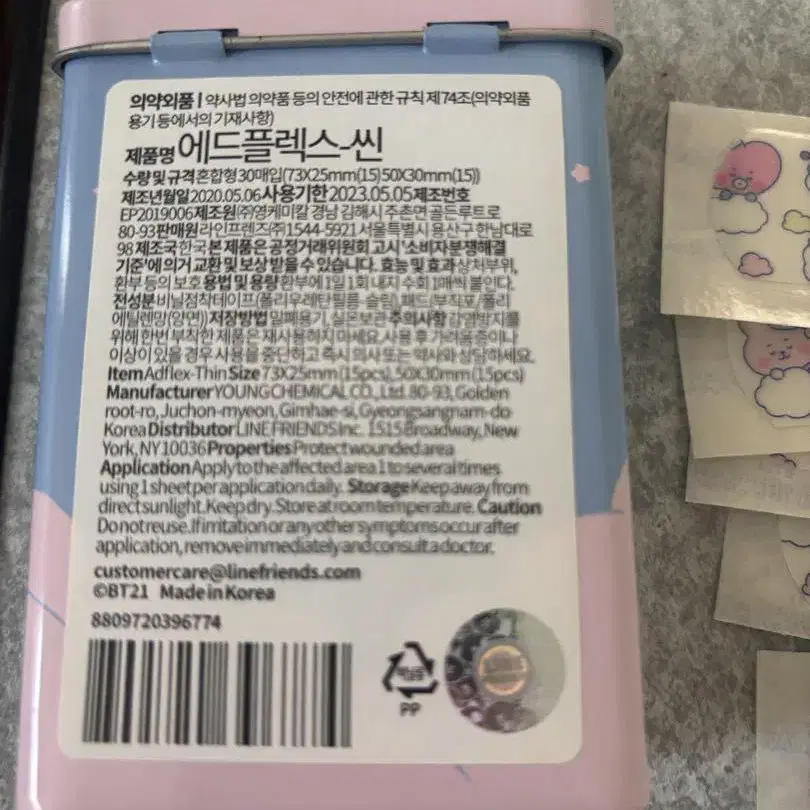 의약외품 | 약사법 의약품 등의 안전에 관한 규칙 제74조(의약외품
용기 등에서의 기재사항)
제품명 에드플렉스-씬
수량 및 규격 혼합형 30매입(73X25mm(15) 50X30mm(15))
제조년월일 2020.05.06 사용기한 2023.05.05 제조번호
EP2019006 제조원 (주)영케미칼 경남 김해시 주촌면 골든루트로
80-93 판매원 라인프렌즈(주)1544-5921 서울특별시 용산구 한남대로
98 제조국 한국 본 제품은 공정거래위원회 고시 '소비자분쟁해결
기준'에 의거 교환 및 보상 받을 수 있습니다. 효능 및 효과 상처부위,
환부 등의 보호 용법 및 용량 환부에 1일 1회 내지 수회 1매씩 붙인다.
전성분 비닐점착테이프(폴리우레탄필름-슬림), 패드(부직포/폴리
에틸렌망(양면)) 저장방법 밀폐용기, 실온보관 주의사항 감염방지를
위해 한번 부착한 제품은 재사용하지 마세요. 사용 후 가려움증이나
이상이 있을 경우 사용을 중단하고 즉시 의사 또는 약사와 상담하세요.
Item Adflex-Thin Size 73X25mm (15pcs), 50X30mm (15pcs)
Manufacturer YOUNG CHEMICAL CO., Ltd. 80-93, Golden
root-ro, Juchon-myeon, Gimhae-si, Gyeongsangnam-do
Korea Distributor LINE FRIENDS Inc. 1515 Broadway, New
York, NY 10036 Properties Protect wounded area
Application Apply to the affected area 1 to several times
using 1 sheet per application daily. Storage Keep away from
direct sunlight. Keep dry. Store at room temperature. Caution
Do not reuse. If irritation or any other symptoms occur after
application, remove immediately and consult a doctor.
customercare@linefriends.com
©BT21 Made in Korea
8809720396774
PP